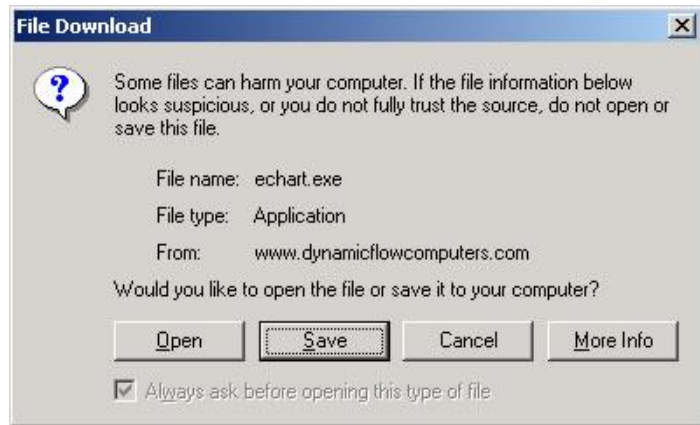 File Download
Some files can harm your computer. If the file information below
looks suspicious, or you do not fully trust the source, do not open or
save this file.
File name: echart.exe
File type: Application
From: www.dynamicflowcomputers.com
Would you like to open the file or save it to your computer?
Open Save Cancel More Info
Always ask before opening this type of file